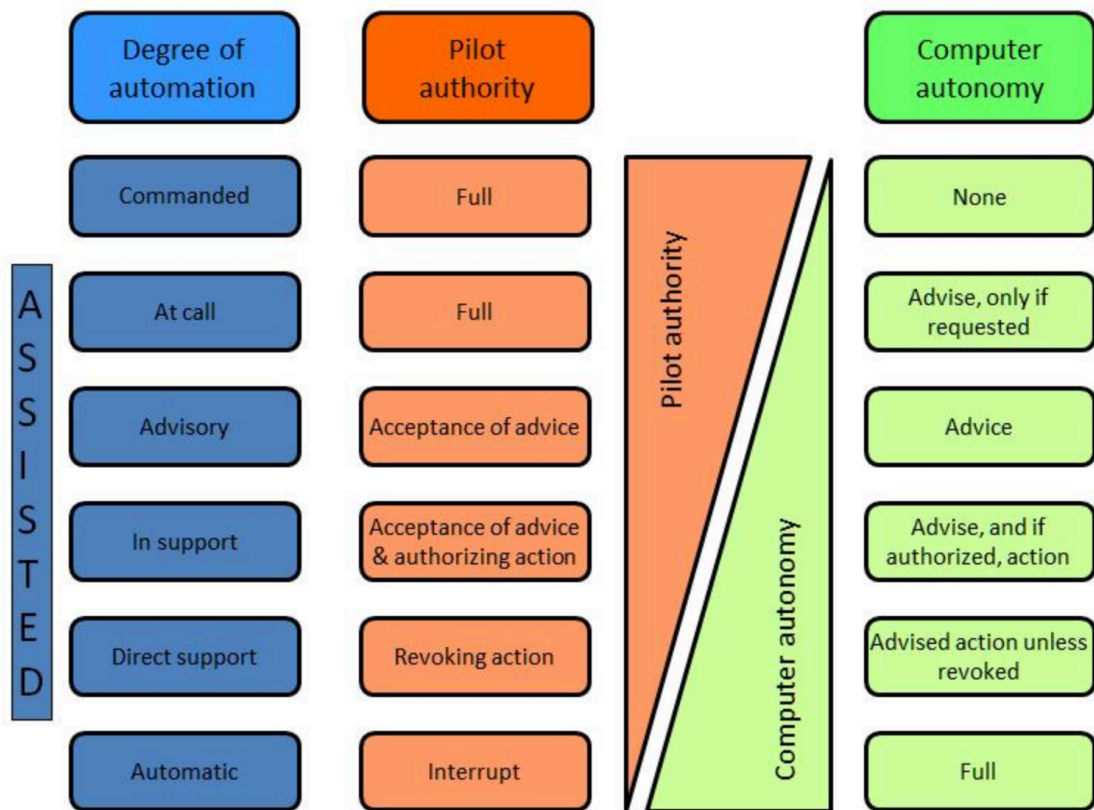 Degree of
automation
Pilot
authority
Computer
autonomy
Commanded
Full
None
ASSISTED
At call
Full
Advise, only if
requested
Pilot authority
Advisory
Acceptance of advice
Advice
In support
Acceptance of advice
& authorizing action
Advise, and if
authorized, action
Computer autonomy
Direct support
Revoking action
Advised action unless
revoked
Automatic
Interrupt
Full